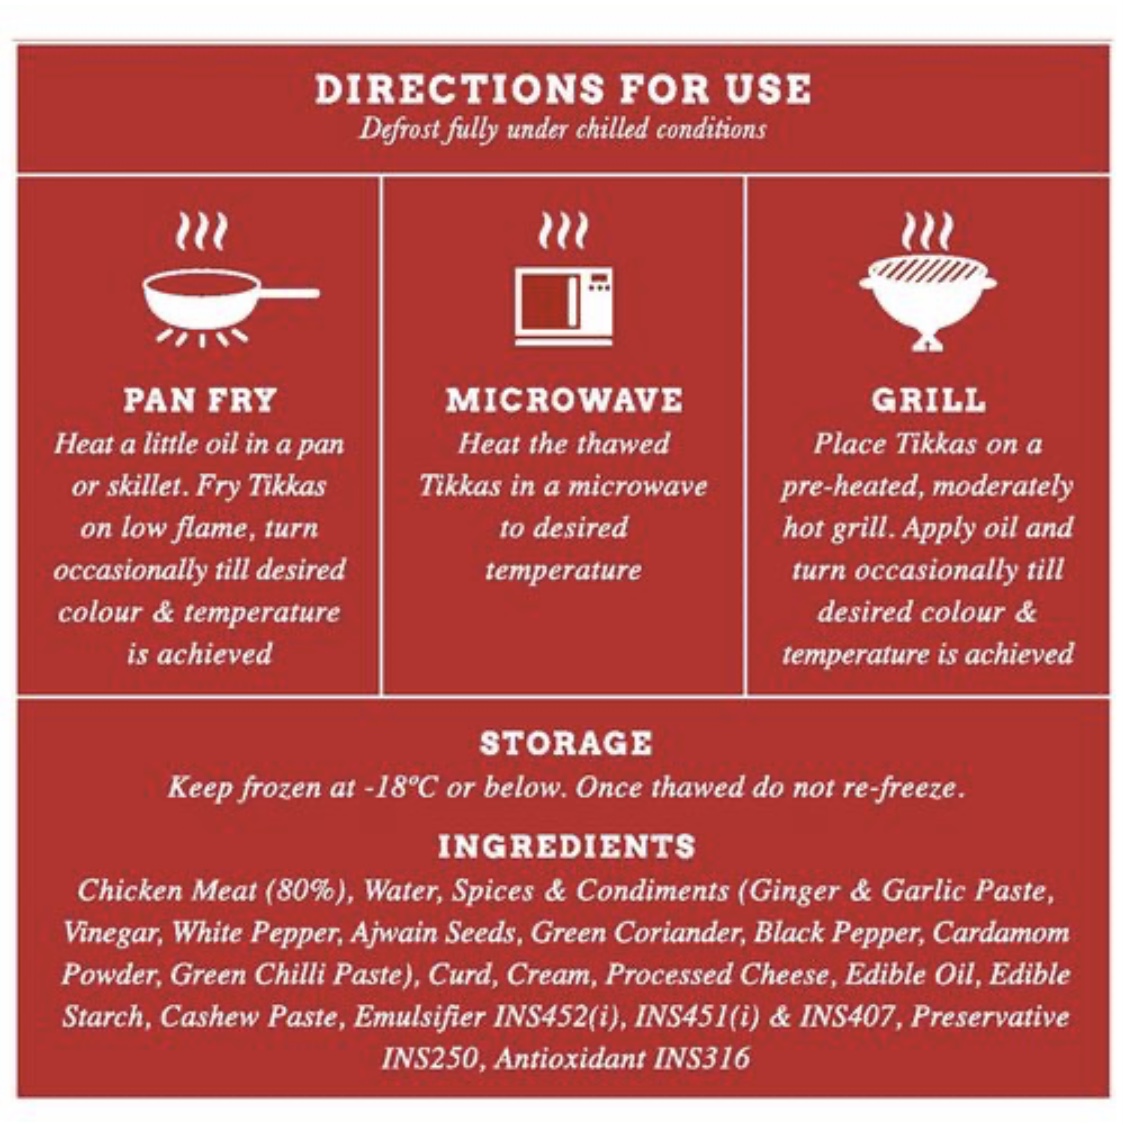 DIRECTIONS FOR USE
Defrost fully under chilled conditions
PAN FRY
Heat a little oil in a pan
or skillet. Fry Tikkas
on low flame, turn
occasionally till desired
colour & temperature
is achieved
MICROWAVE
Heat the thawed
Tikkas in a microwave
to desired
temperature
GRILL
Place Tikkas on a
pre-heated, moderately
hot grill. Apply oil and
turn occasionally till
desired colour &
temperature is achieved
STORAGE
Keep frozen at -18ºC or below. Once thawed do not re-freeze.
INGREDIENTS
Chicken Meat (80%), Water, Spices & Condiments (Ginger & Garlic Paste,
Vinegar, White Pepper, Ajwain Seeds, Green Coriander, Black Pepper, Cardamom
Powder, Green Chilli Paste), Curd, Cream, Processed Cheese, Edible Oil, Edible
Starch, Cashew Paste, Emulsifier INS452(i), INS451(i) & INS407, Preservative
INS250, Antioxidant INS316